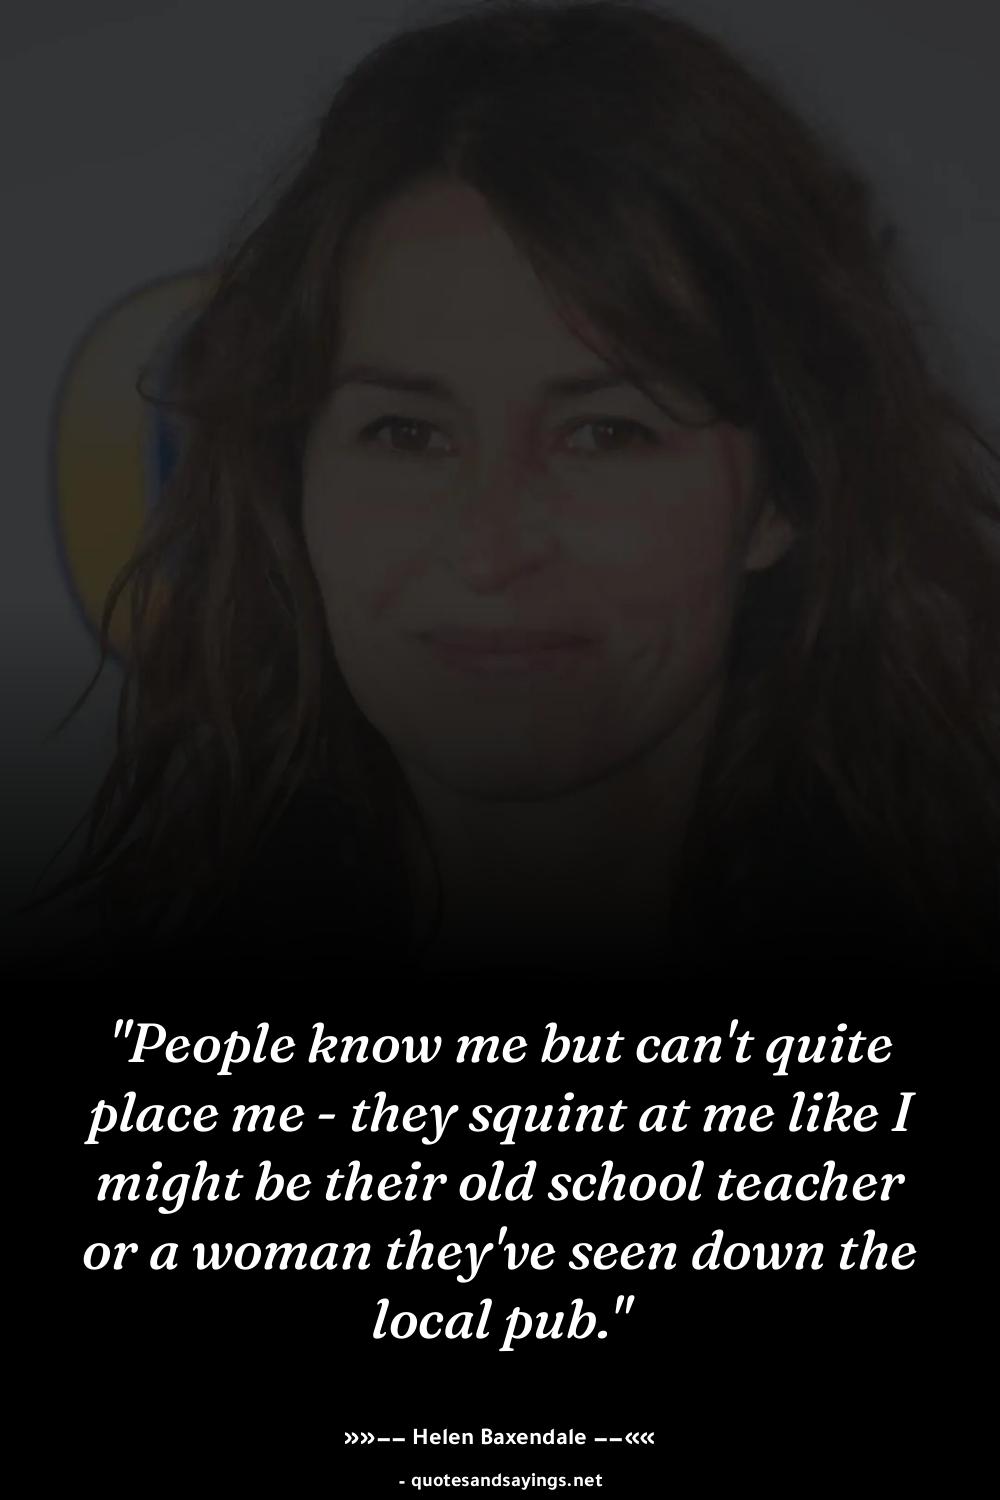 "People know me but can't quite
place me - they squint at me like I
might be their old school teacher
or a woman they've seen down the
local pub."
»»–– Helen Baxendale ––««
- quotesandsayings.net